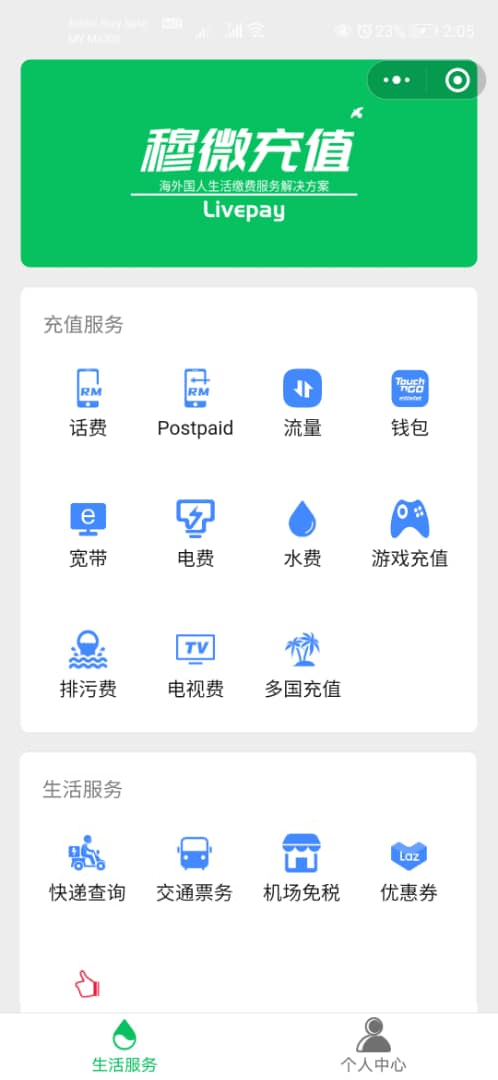 23%
2:05
穆微充值
海外国人生活缴费服务解决方案
Livepay
充值服务
RM
RM
Touch
'nGO
eWallet
话费
Postpaid
流量
钱包
e
宽带
电费
水费
游戏充值
TV
排污费
电视费
多国充值
生活服务
Laz
快递查询
交通票务
机场免税
优惠券
生活服务
个人中心